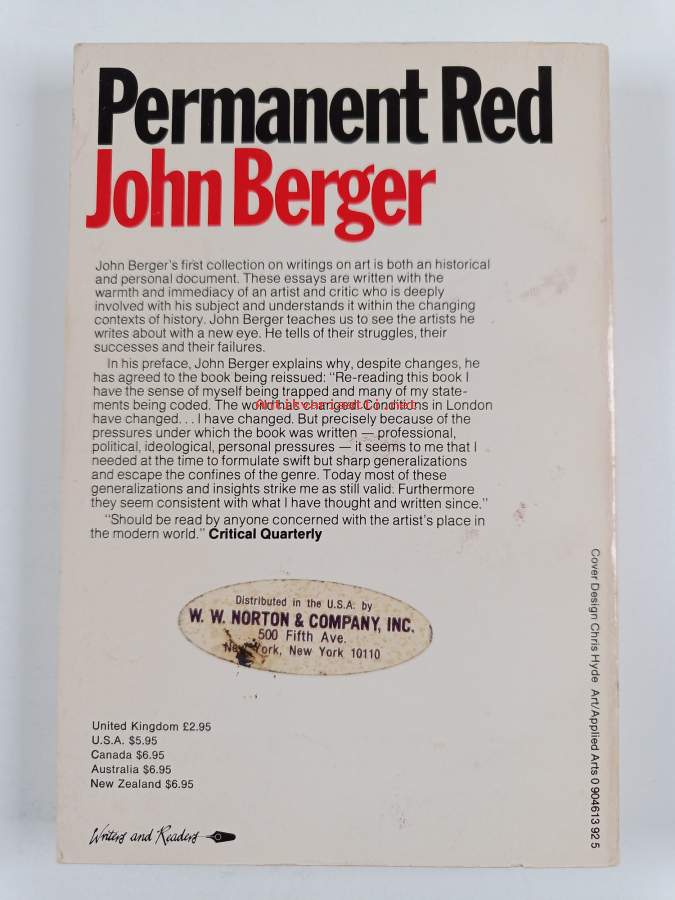 Permanent Red
John Berger
John Berger's first collection on writings on art is both an historical
and personal document. These essays are written with the
warmth and immediacy of an artist and critic who is deeply
involved with his subject and understands it within the changing
contexts of history. John Berger teaches us to see the artists he
writes about with a new eye. He tells of their struggles, their
successes and their failures.
In his preface, John Berger explains why, despite changes, he
has agreed to the book being reissued: "Re-reading this book I
have the sense of myself being trapped and many of my state-
ments being coded. The world has changed. Conditions in London
have changed. . . I have changed. But precisely because of the
pressures under which the book was written — professional,
political, ideological, personal pressures — it seems to me that I
needed at the time to formulate swift but sharp generalizations
and escape the confines of the genre. Today most of these
generalizations and insights strike me as still valid. Furthermore
they seem consistent with what I have thought and written since."
"Should be read by anyone concerned with the artist's place in
the modern world." Critical Quarterly
Distributed in the U.S.A. by
W. W. NORTON & COMPANY, INC.
500 Fifth Ave.
New York, New York 10110
United Kingdom £2.95
U.S.A. $5.95
Canada $6.95
Australia $6.95
New Zealand $6.95
Writers and Readers
Cover Design Chris Hyde Art/Applied Arts 0 904613 92 5